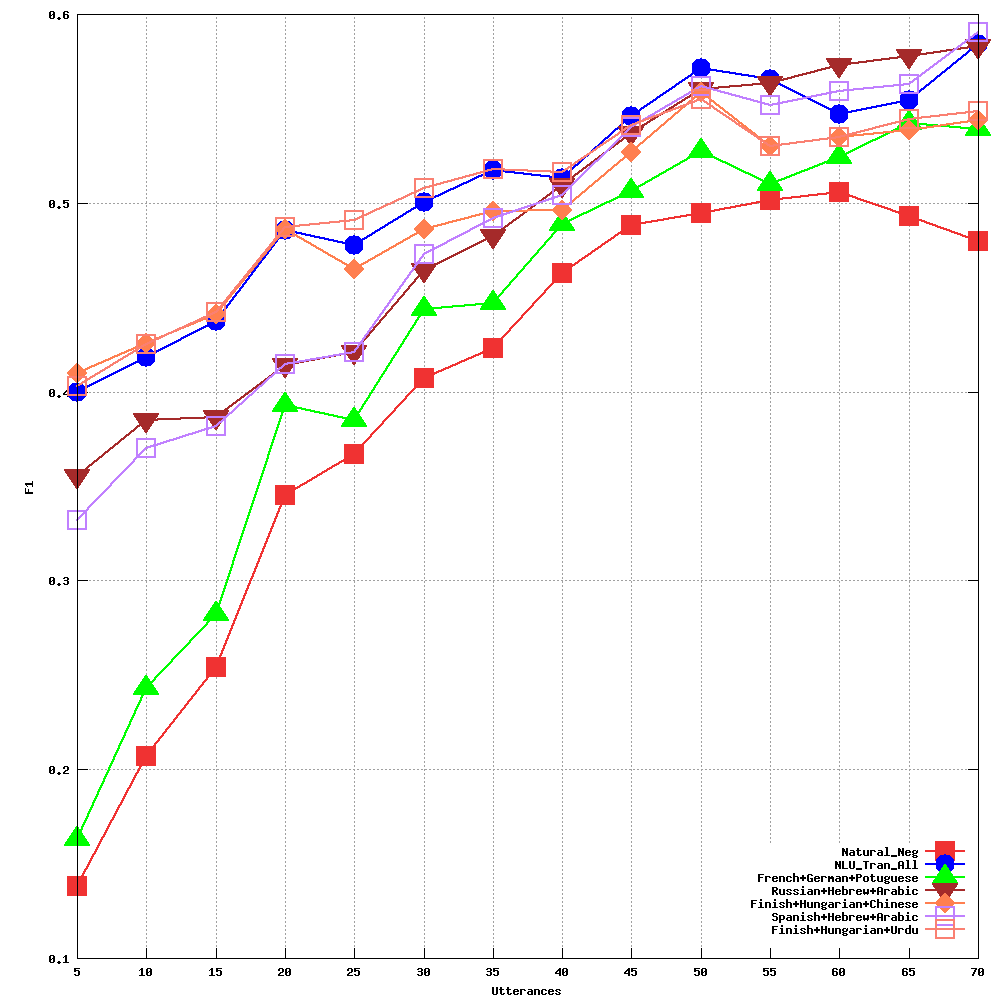 0.6
0.5
0.4
0.3
0.2
0.1
F1
5 10 15 20 25 30 35 40 45 50 55 60 65 70
Utterances
Natural_Neg
NLU_Tran_All
French+German+Potuguese
Russian+Hebrew+Arabic
Finish+Hungarian+Chinese
Spanish+Hebrew+Arabic
Finish+Hungarian+Urdu